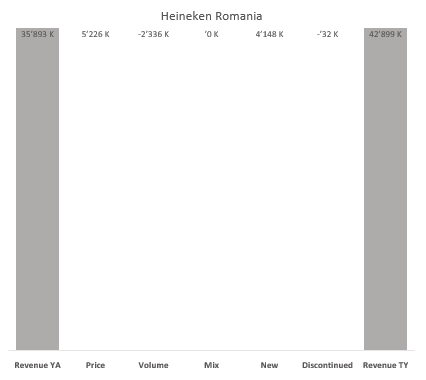 Heineken Romania
35'893 K 5'226 K -2'336 K '0 K 4'148 K -'32 K 42'899 K
Revenue YA Price Volume Mix New Discontinued Revenue TY